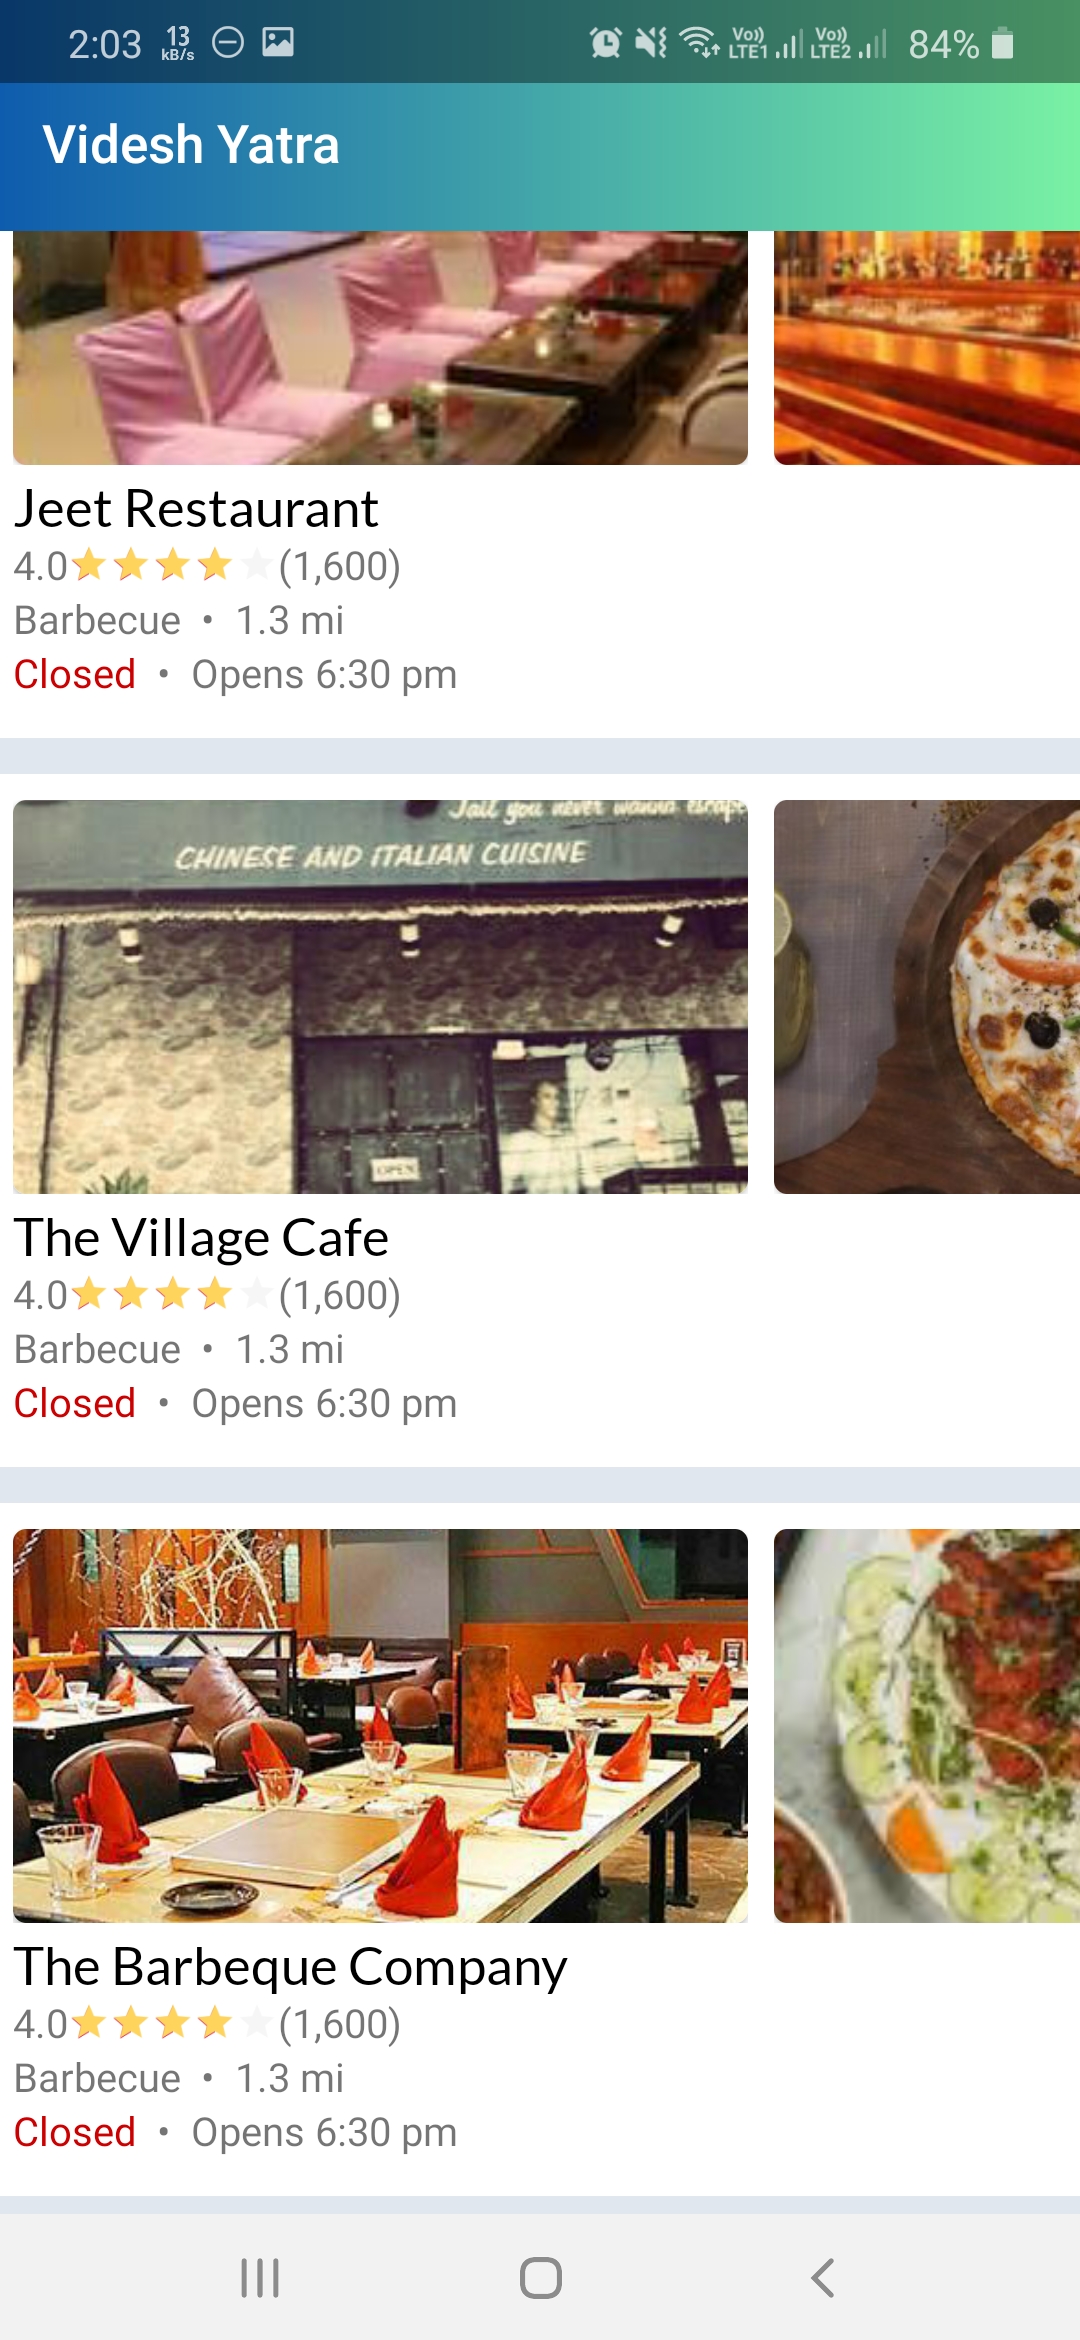 2:03
13 kB/s
Vo)) LTE1
Vo)) LTE2
84%
Videsh Yatra
Jeet Restaurant
4.0 (1,600)
Barbecue • 1.3 mi
Closed • Opens 6:30 pm
Jail you never wanna escape
CHINESE AND ITALIAN CUISINE
OPEN
The Village Cafe
4.0 (1,600)
Barbecue • 1.3 mi
Closed • Opens 6:30 pm
The Barbeque Company
4.0 (1,600)
Barbecue • 1.3 mi
Closed • Opens 6:30 pm